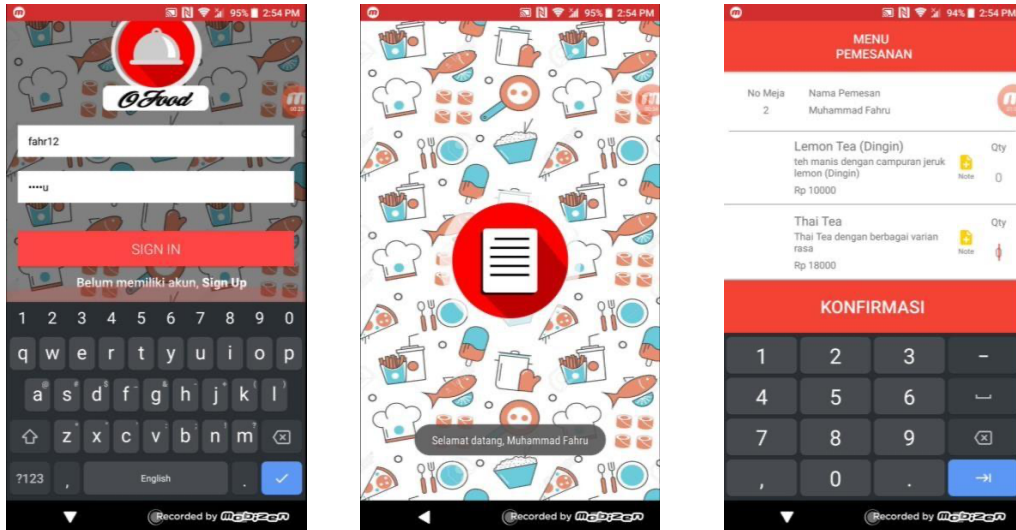 95% 2:54 PM
O Food
fahr12
••••u
SIGN IN
Belum memiliki akun, Sign Up
1 2 3 4 5 6 7 8 9 0
q w e r t y u i o p
a s d f g h j k l
z x c v b n m
?123 , English .
Recorded by mobizen
95% 2:54 PM
Selamat datang, Muhammad Fahru
Recorded by mobizen
94% 2:54 PM
MENU
PEMESANAN
No Meja Nama Pemesan
2 Muhammad Fahru
Lemon Tea (Dingin) Qty
teh manis dengan campuran jeruk
lemon (Dingin)
Note 0
Rp 10000
Thai Tea Qty
Thai Tea dengan berbagai varian
rasa
Note 0
Rp 18000
KONFIRMASI
1 2 3 -
4 5 6
7 8 9
, 0 .
Recorded by mobizen